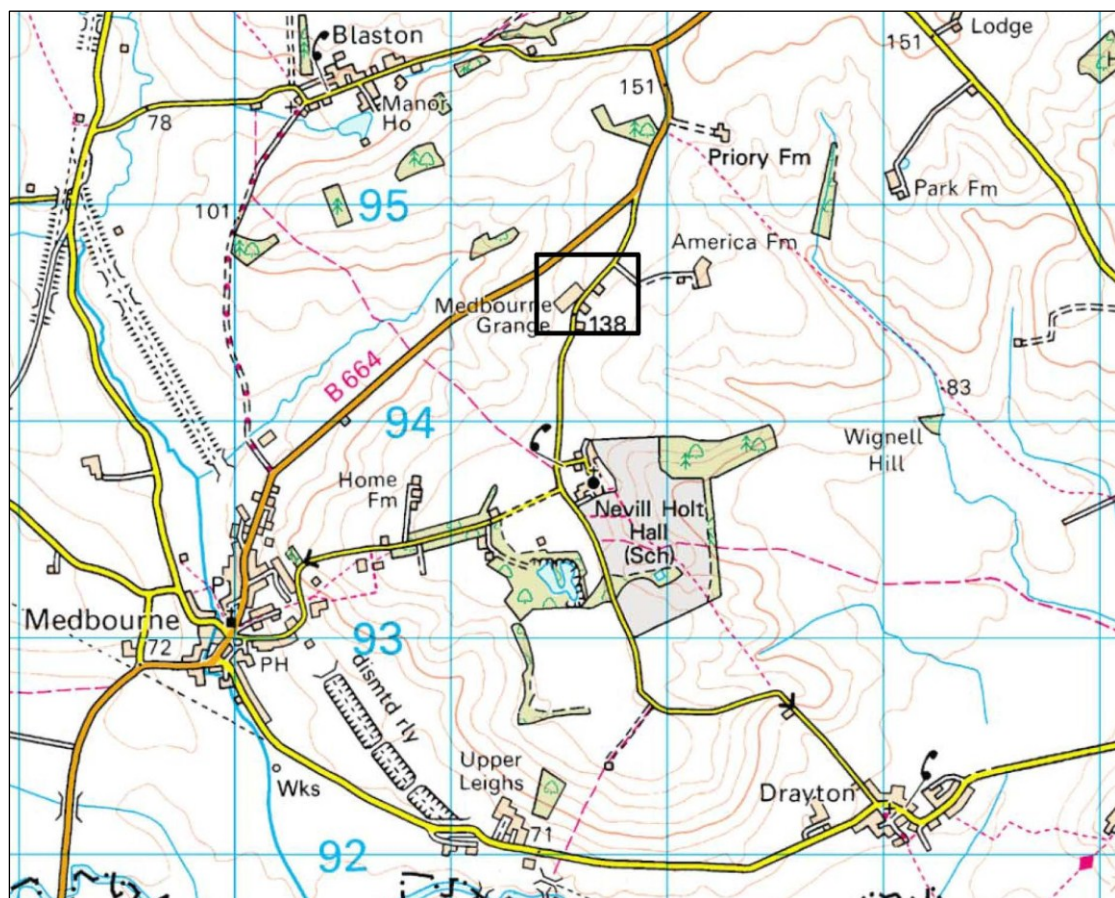 Blaston
Lodge
151
Manor
Ho
78
151
Priory Fm
Park Fm
95
101
America Fm
Medbourne
Grange
138
B 664
83
94
Wignell
Hill
Home
Fm
Nevill Holt
Hall
(Sch)
P
Medbourne
93
72
PH
dismtd rly
Upper
Leighs
Wks
Drayton
71
92